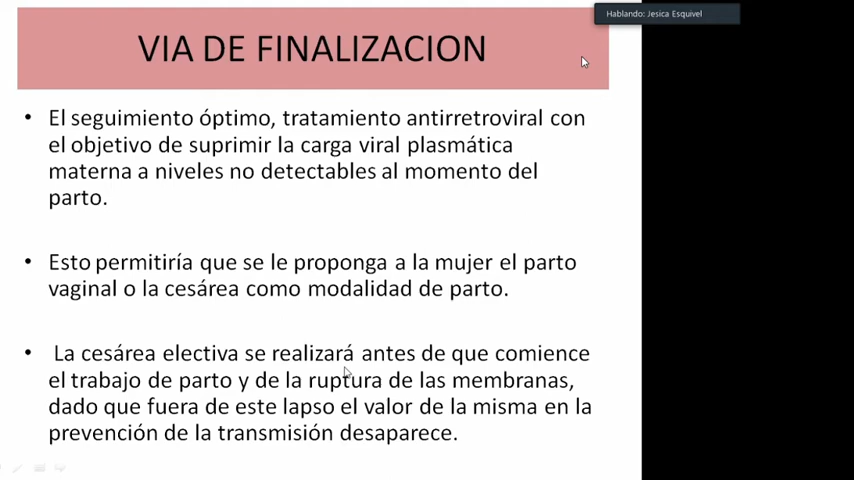 Hablando: Jesica Esquivel
VIA DE FINALIZACION
• El seguimiento óptimo, tratamiento antirretroviral con
el objetivo de suprimir la carga viral plasmática
materna a niveles no detectables al momento del
parto.
• Esto permitiría que se le proponga a la mujer el parto
vaginal o la cesárea como modalidad de parto.
• La cesárea electiva se realizará antes de que comience
el trabajo de parto y de la ruptura de las membranas,
dado que fuera de este lapso el valor de la misma en la
prevención de la transmisión desaparece.